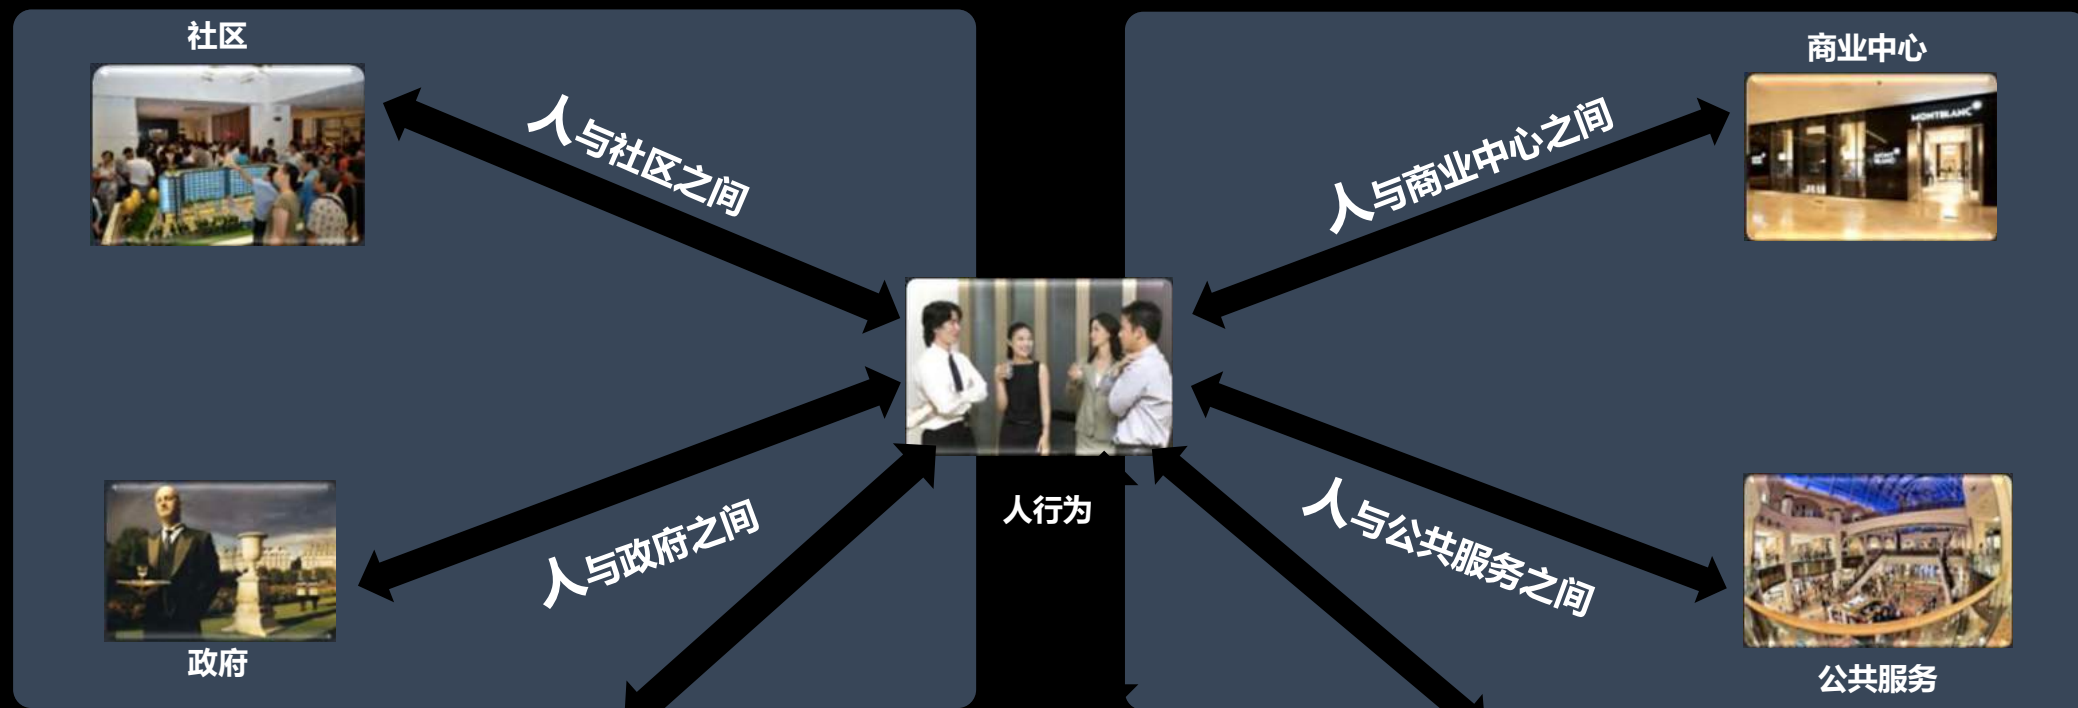 社区
商业中心
人与社区之间
人与商业中心之间
MONTBLANC
人行为
人与政府之间
人与公共服务之间
政府
公共服务